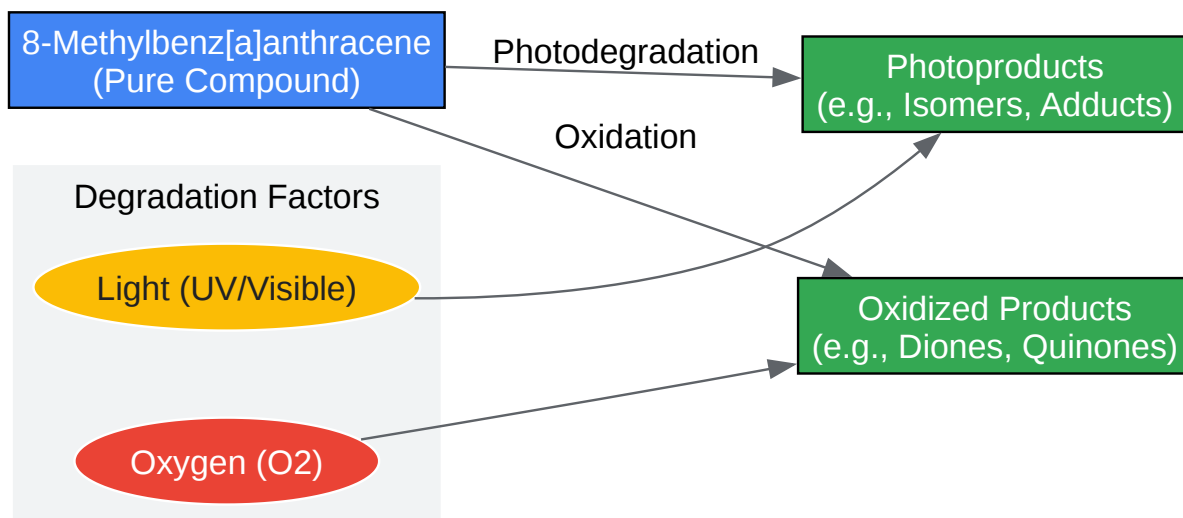 8-Methylbenz[a]anthracene
(Pure Compound)
Photodegradation
Photoproducts
(e.g., Isomers, Adducts)
Oxidation
Degradation Factors
Light (UV/Visible)
Oxidized Products
(e.g., Diones, Quinones)
Oxygen (O2)